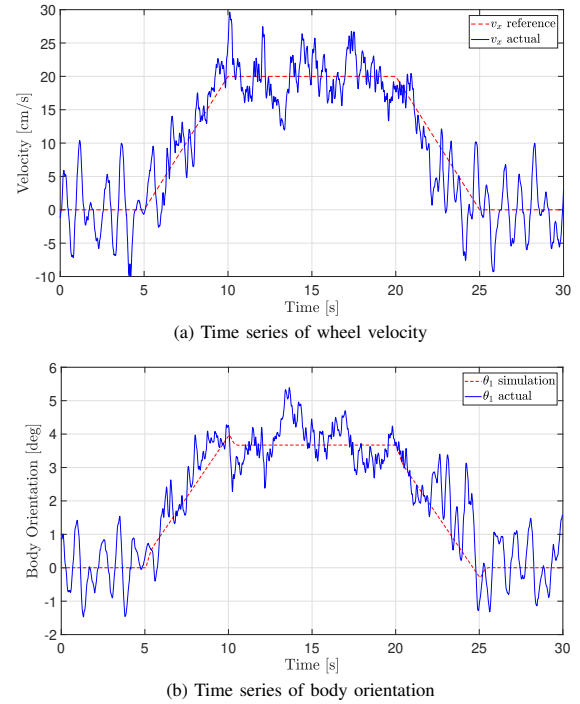 30
25
20
15
10
5
0
-5
-10
Velocity [cm/s]
v_x reference
v_x actual
0 5 10 15 20 25 30
Time [s]
(a) Time series of wheel velocity
6
5
4
3
2
1
0
-1
-2
Body Orientation [deg]
θ₁ simulation
θ₁ actual
0 5 10 15 20 25 30
Time [s]
(b) Time series of body orientation